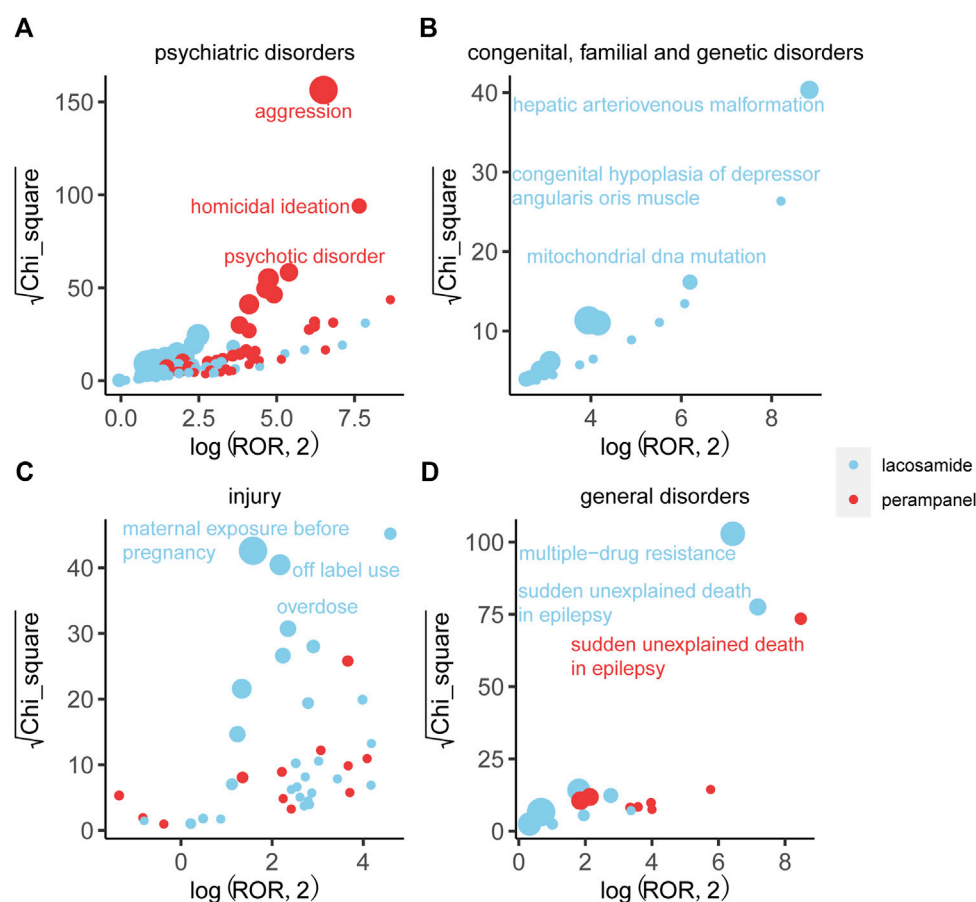 A
psychiatric disorders
150
100
50
0
aggression
homicidal ideation
psychotic disorder
√Chi_square
0.0 2.5 5.0 7.5
log (ROR, 2)
B
congenital, familial and genetic disorders
40
30
20
10
hepatic arteriovenous malformation
congenital hypoplasia of depressor
angularis oris muscle
mitochondrial dna mutation
√Chi_square
4 6 8
log (ROR, 2)
lacosamide
perampanel
C
injury
40
30
20
10
0
maternal exposure before
pregnancy
off label use
overdose
√Chi_square
0 2 4
log (ROR, 2)
D
general disorders
100
75
50
25
0
multiple−drug resistance
sudden unexplained death
in epilepsy
sudden unexplained death
in epilepsy
√Chi_square
0 2 4 6 8
log (ROR, 2)